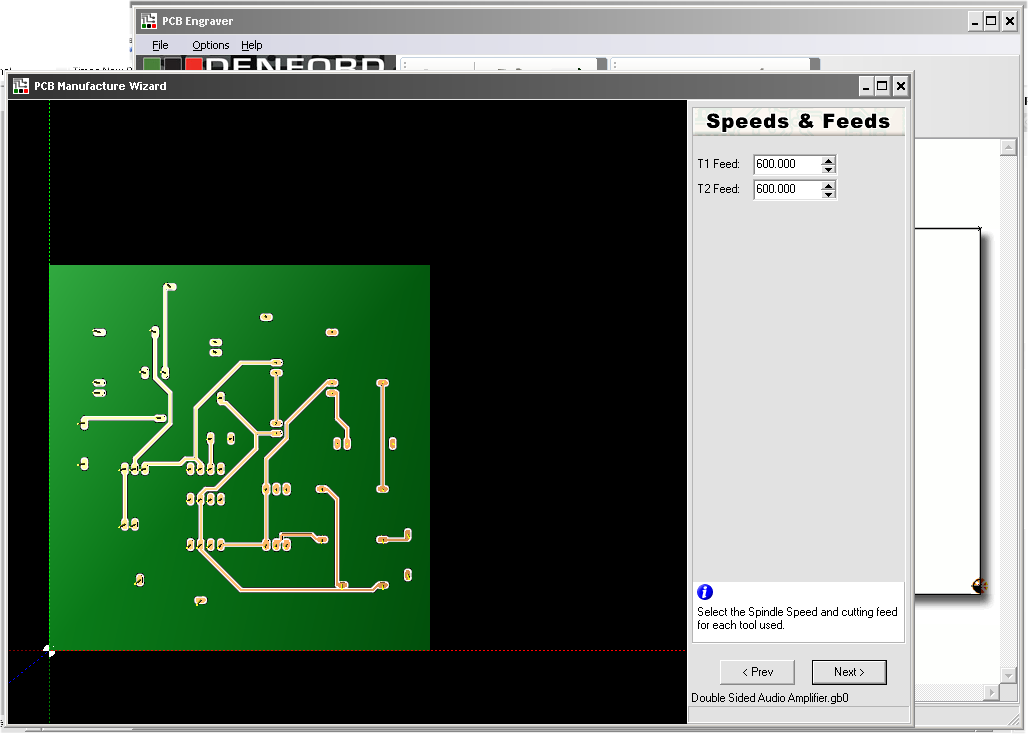 PCB Engraver
File Options Help
DENFORD
PCB Manufacture Wizard
Speeds & Feeds
T1 Feed: 600.000
T2 Feed: 600.000
Select the Spindle Speed and cutting feed
for each tool used.
< Prev Next >
Double Sided Audio Amplifier.gb0